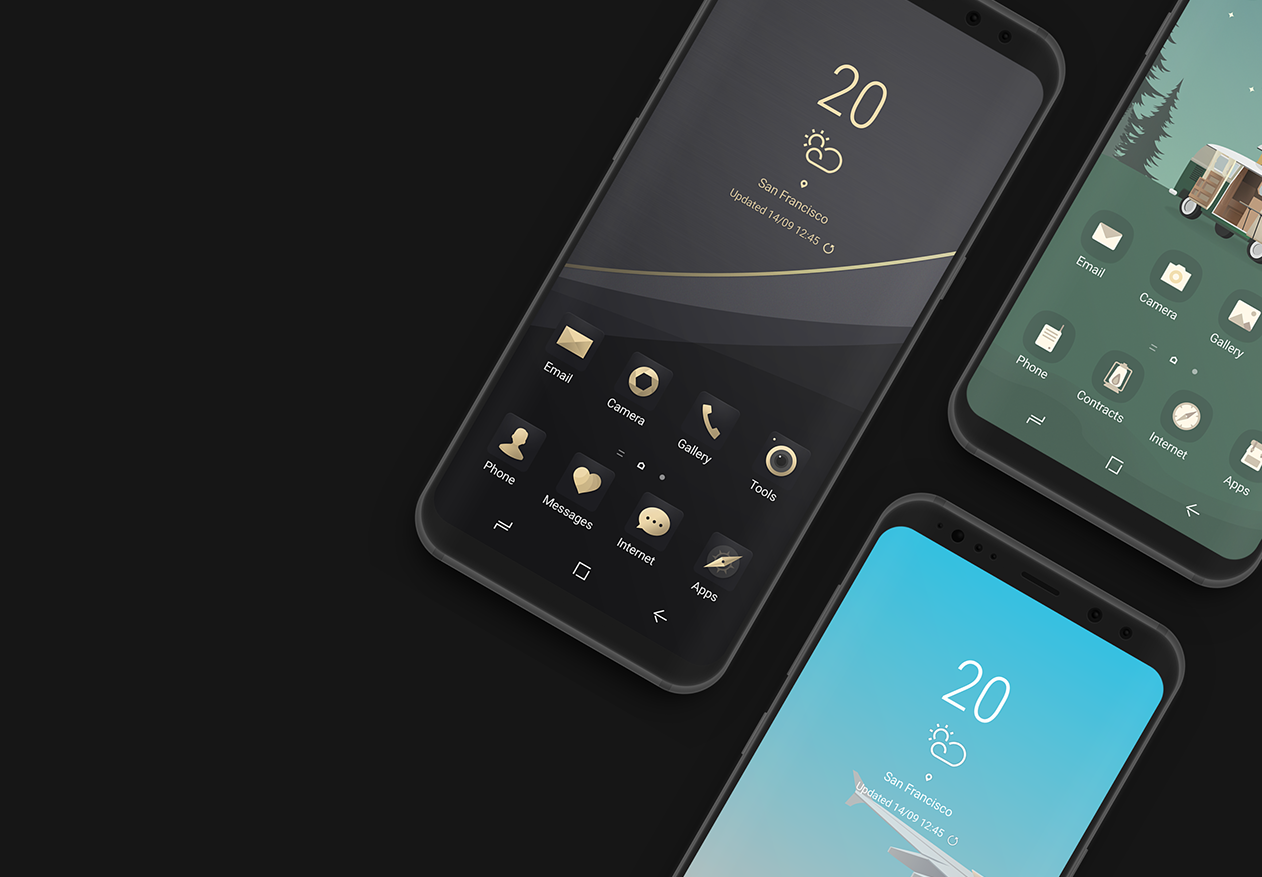 20
San Francisco
Updated 14/09 12:45
Email
Camera
Gallery
Tools
Phone
Messages
Internet
Apps
Email
Camera
Gallery
Phone
Contracts
Internet
Apps
20
San Francisco
Updated 14/09 12:45